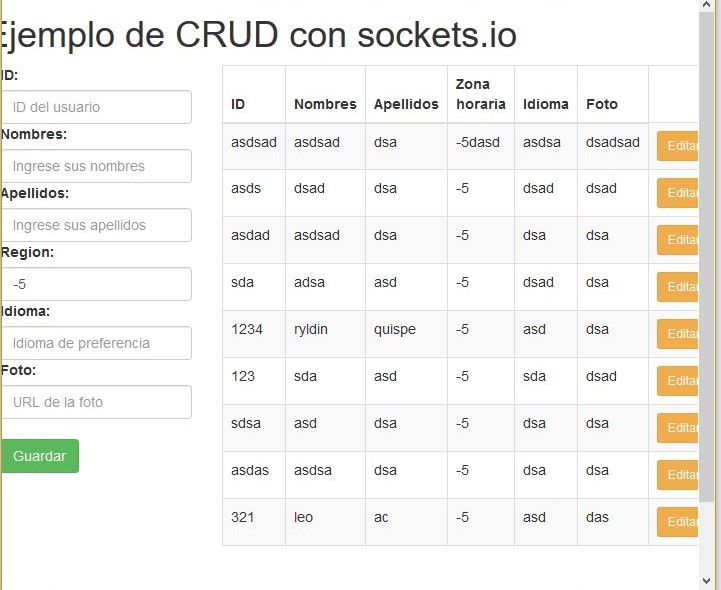 Ejemplo de CRUD con sockets.io
ID:
ID del usuario
Nombres:
Ingrese sus nombres
Apellidos:
Ingrese sus apellidos
Region:
-5
Idioma:
Idioma de preferencia
Foto:
URL de la foto
Guardar
ID Nombres Apellidos Zona horaria Idioma Foto
asdsad asdsad dsa -5dasd asdsa dsadsad Editar
asds dsad dsa -5 dsad dsad Editar
asdad asdsad dsa -5 dsa dsa Editar
sda adsa asd -5 dsad dsa Editar
1234 ryldin quispe -5 asd dsa Editar
123 sda asd -5 sda dsad Editar
sdsa asd dsa -5 dsa dsa Editar
asdas asdsa dsa -5 dsa dsa Editar
321 leo ac -5 asd das Editar